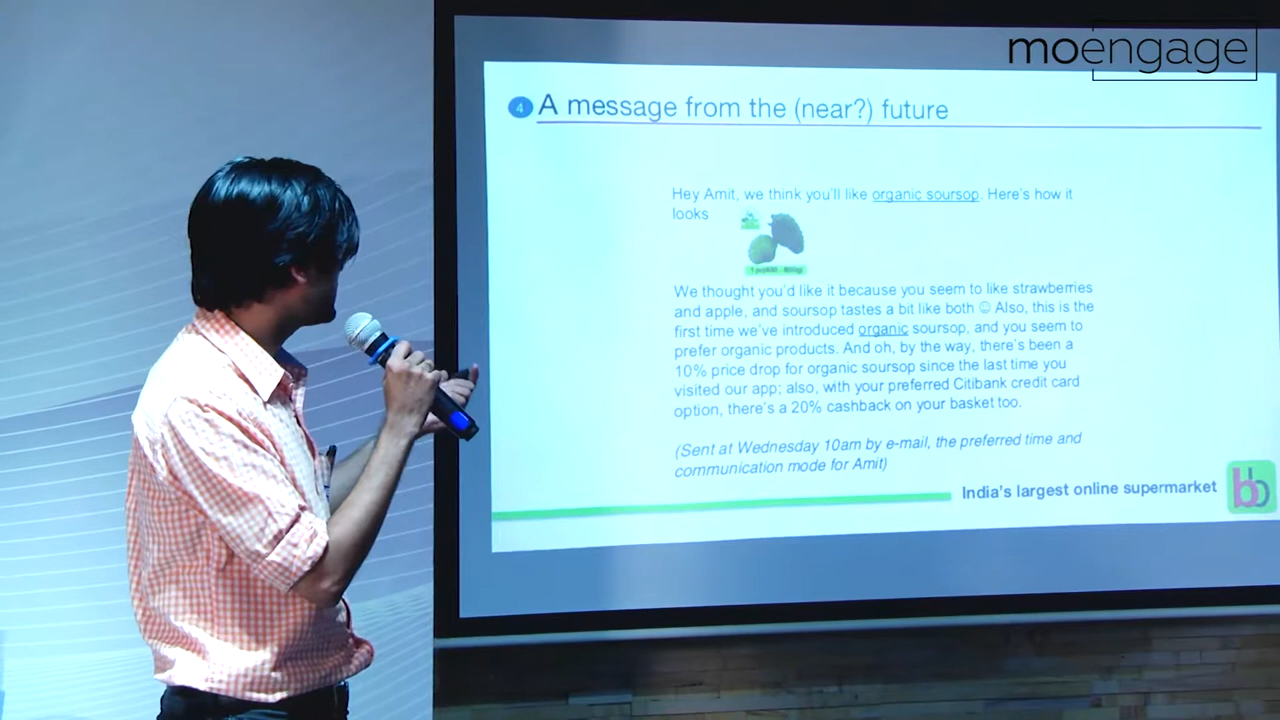 moengage
4 A message from the (near?) future
Hey Amit, we think you'll like organic soursop. Here's how it
looks
We thought you'd like it because you seem to like strawberries
and apple, and soursop tastes a bit like both ☺ Also, this is the
first time we've introduced organic soursop, and you seem to
prefer organic products. And oh, by the way, there's been a
10% price drop for organic soursop since the last time you
visited our app; also, with your preferred Citibank credit card
option, there's a 20% cashback on your basket too.
(Sent at Wednesday 10am by e-mail, the preferred time and
communication mode for Amit)
India's largest online supermarket
bb